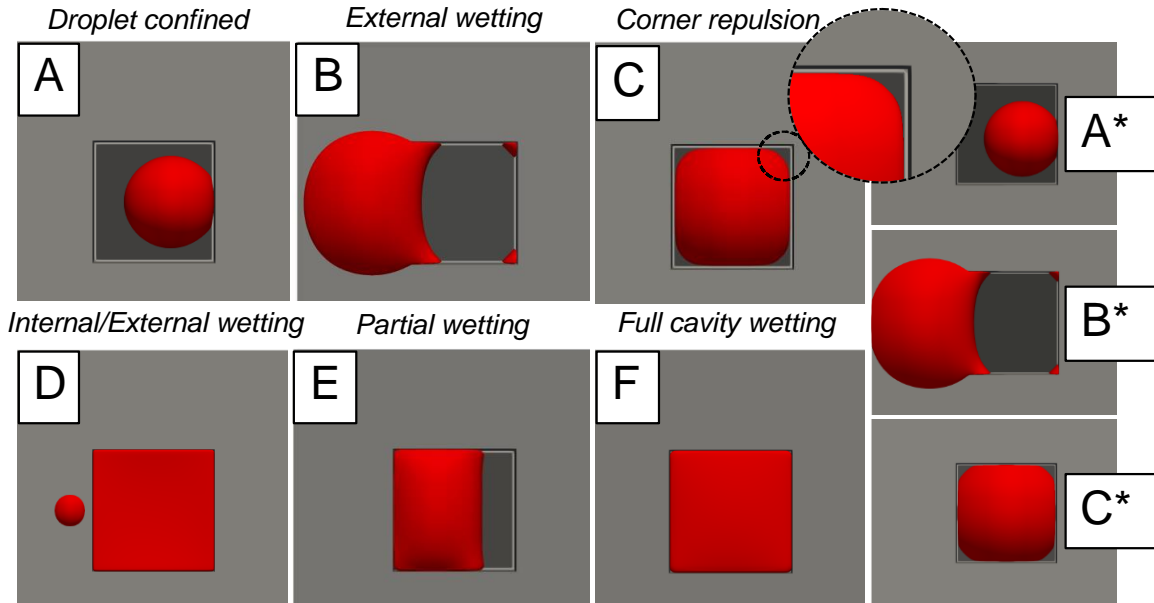 Droplet confined
External wetting
Corner repulsion
A
B
C
A*
B*
Internal/External wetting
Partial wetting
Full cavity wetting
D
E
F
C*